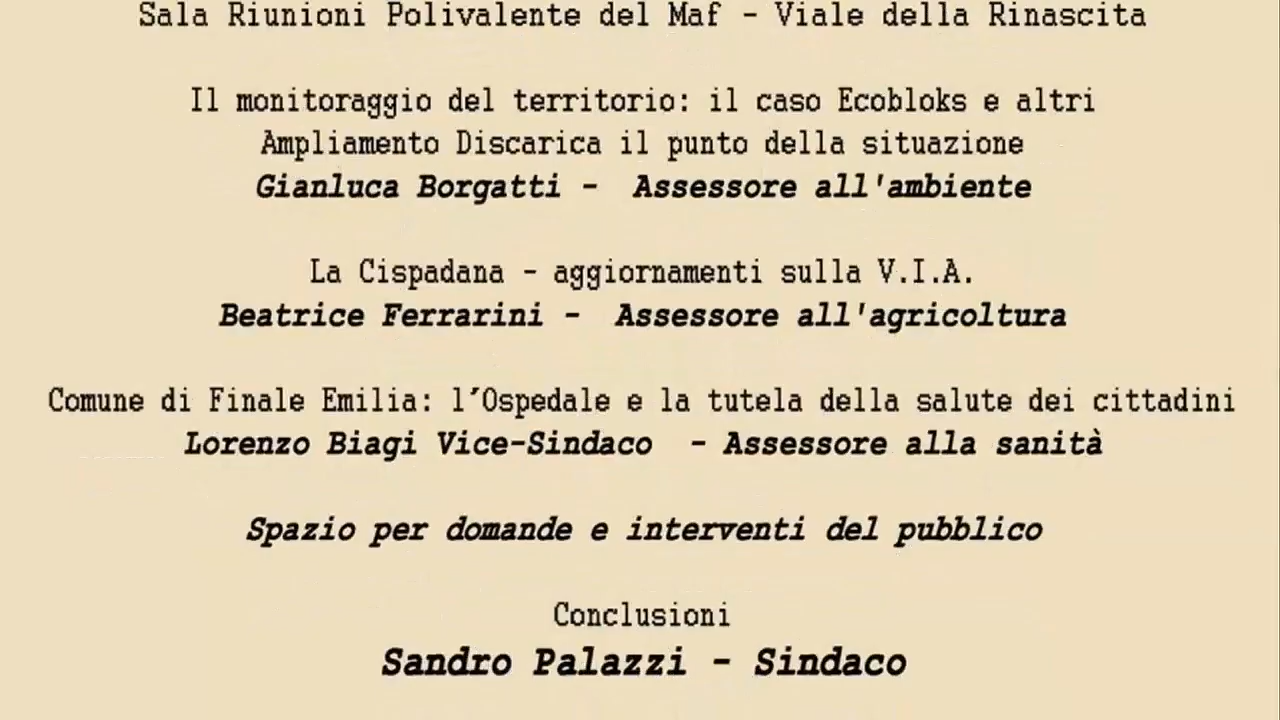 Sala Riunioni Polivalente del Maf - Viale della Rinascita
Il monitoraggio del territorio: il caso Ecobloks e altri
Ampliamento Discarica il punto della situazione
Gianluca Borgatti - Assessore all'ambiente
La Cispadana - aggiornamenti sulla V.I.A.
Beatrice Ferrarini - Assessore all'agricoltura
Comune di Finale Emilia: l’Ospedale e la tutela della salute dei cittadini
Lorenzo Biagi Vice-Sindaco - Assessore alla sanità
Spazio per domande e interventi del pubblico
Conclusioni
Sandro Palazzi - Sindaco